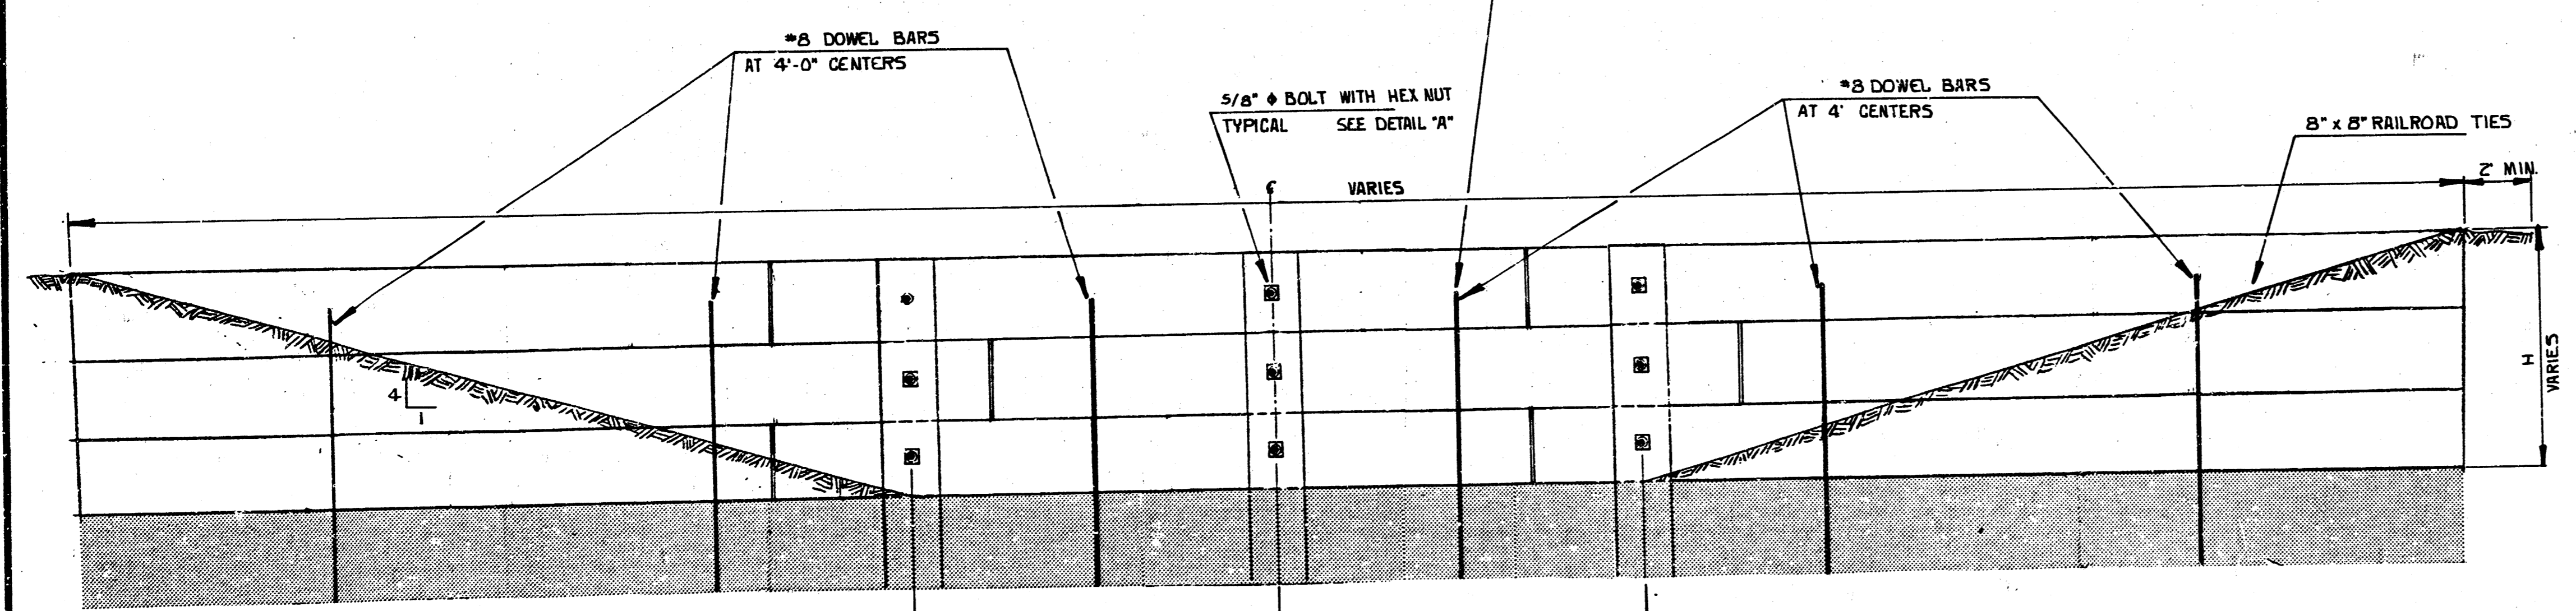 #8 DOWEL BARS
AT 4'-0" CENTERS
5/8" ϕ BOLT WITH HEX NUT
TYPICAL SEE DETAIL "A"
#8 DOWEL BARS
AT 4' CENTERS
8" x 8" RAILROAD TIES
2' MIN.
℄ VARIES
4
1
H
VARIES